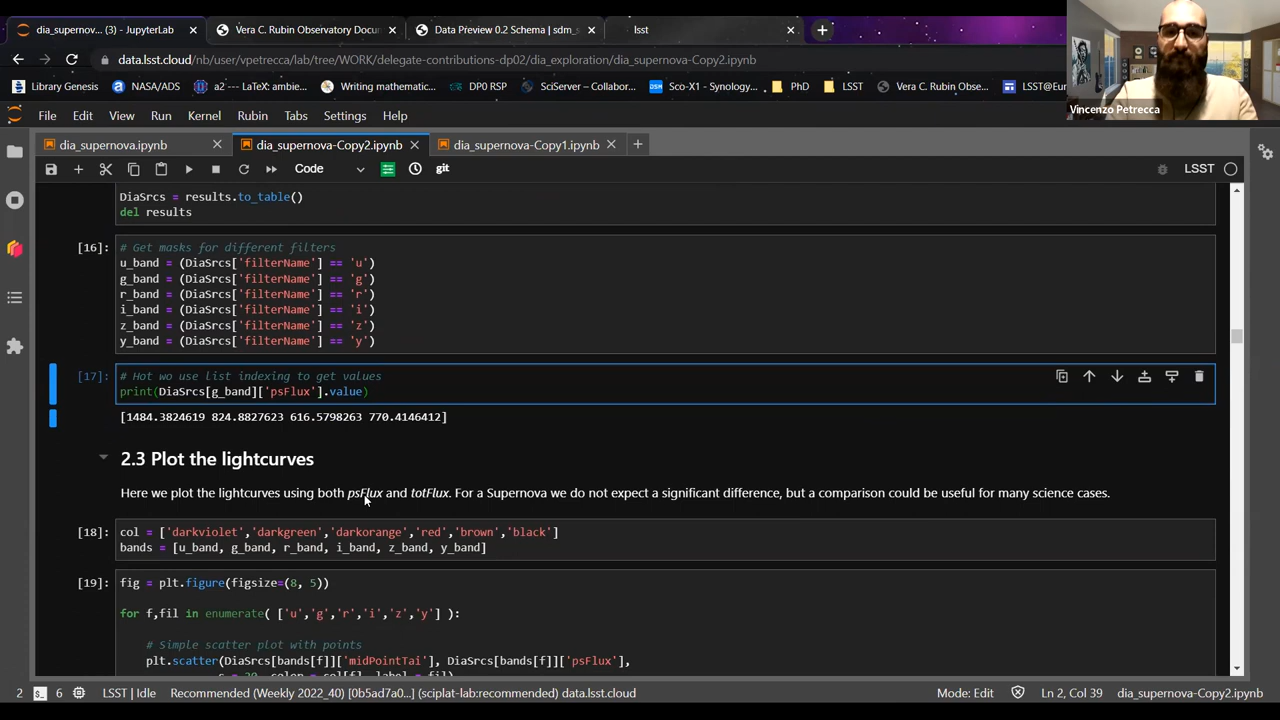 dia_supernov... (3) - JupyterLab
Vera C. Rubin Observatory Docu
Data Preview 0.2 Schema | sdm_s
lsst
data.lsst.cloud/nb/user/vpetrecca/lab/tree/WORK/delegate-contributions-dp02/dia_exploration/dia_supernova-Copy2.ipynb
Library Genesis
NASA/ADS
a2 --- LaTeX: ambie...
Writing mathematic...
DP0 RSP
SciServer – Collabor...
Sco-X1 - Synology...
PhD
LSST
Vera C. Rubin Obse...
LSST@Eur
Vincenzo Petrecca
File Edit View Run Kernel Rubin Tabs Settings Help
dia_supernova.ipynb
dia_supernova-Copy2.ipynb
dia_supernova-Copy1.ipynb
Code
git
LSST
DiaSrcs = results.to_table()
del results
[16]: # Get masks for different filters
u_band = (DiaSrcs['filterName'] == 'u')
g_band = (DiaSrcs['filterName'] == 'g')
r_band = (DiaSrcs['filterName'] == 'r')
i_band = (DiaSrcs['filterName'] == 'i')
z_band = (DiaSrcs['filterName'] == 'z')
y_band = (DiaSrcs['filterName'] == 'y')
[17]: # Hot wo use list indexing to get values
print(DiaSrcs[g_band]['psFlux'].value)
[1484.3824619 824.8827623 616.5798263 770.4146412]
2.3 Plot the lightcurves
Here we plot the lightcurves using both psFlux and totFlux. For a Supernova we do not expect a significant difference, but a comparison could be useful for many science cases.
[18]: col = ['darkviolet','darkgreen','darkorange','red','brown','black']
bands = [u_band, g_band, r_band, i_band, z_band, y_band]
[19]: fig = plt.figure(figsize=(8, 5))
for f,fil in enumerate( ['u','g','r','i','z','y'] ):
# Simple scatter plot with points
plt.scatter(DiaSrcs[bands[f]]['midPointTai'], DiaSrcs[bands[f]]['psFlux'],
2
6
LSST | Idle
Recommended (Weekly 2022_40) [0b5ad7a0...] (sciplat-lab:recommended) data.lsst.cloud
Mode: Edit
Ln 2, Col 39
dia_supernova-Copy2.ipynb